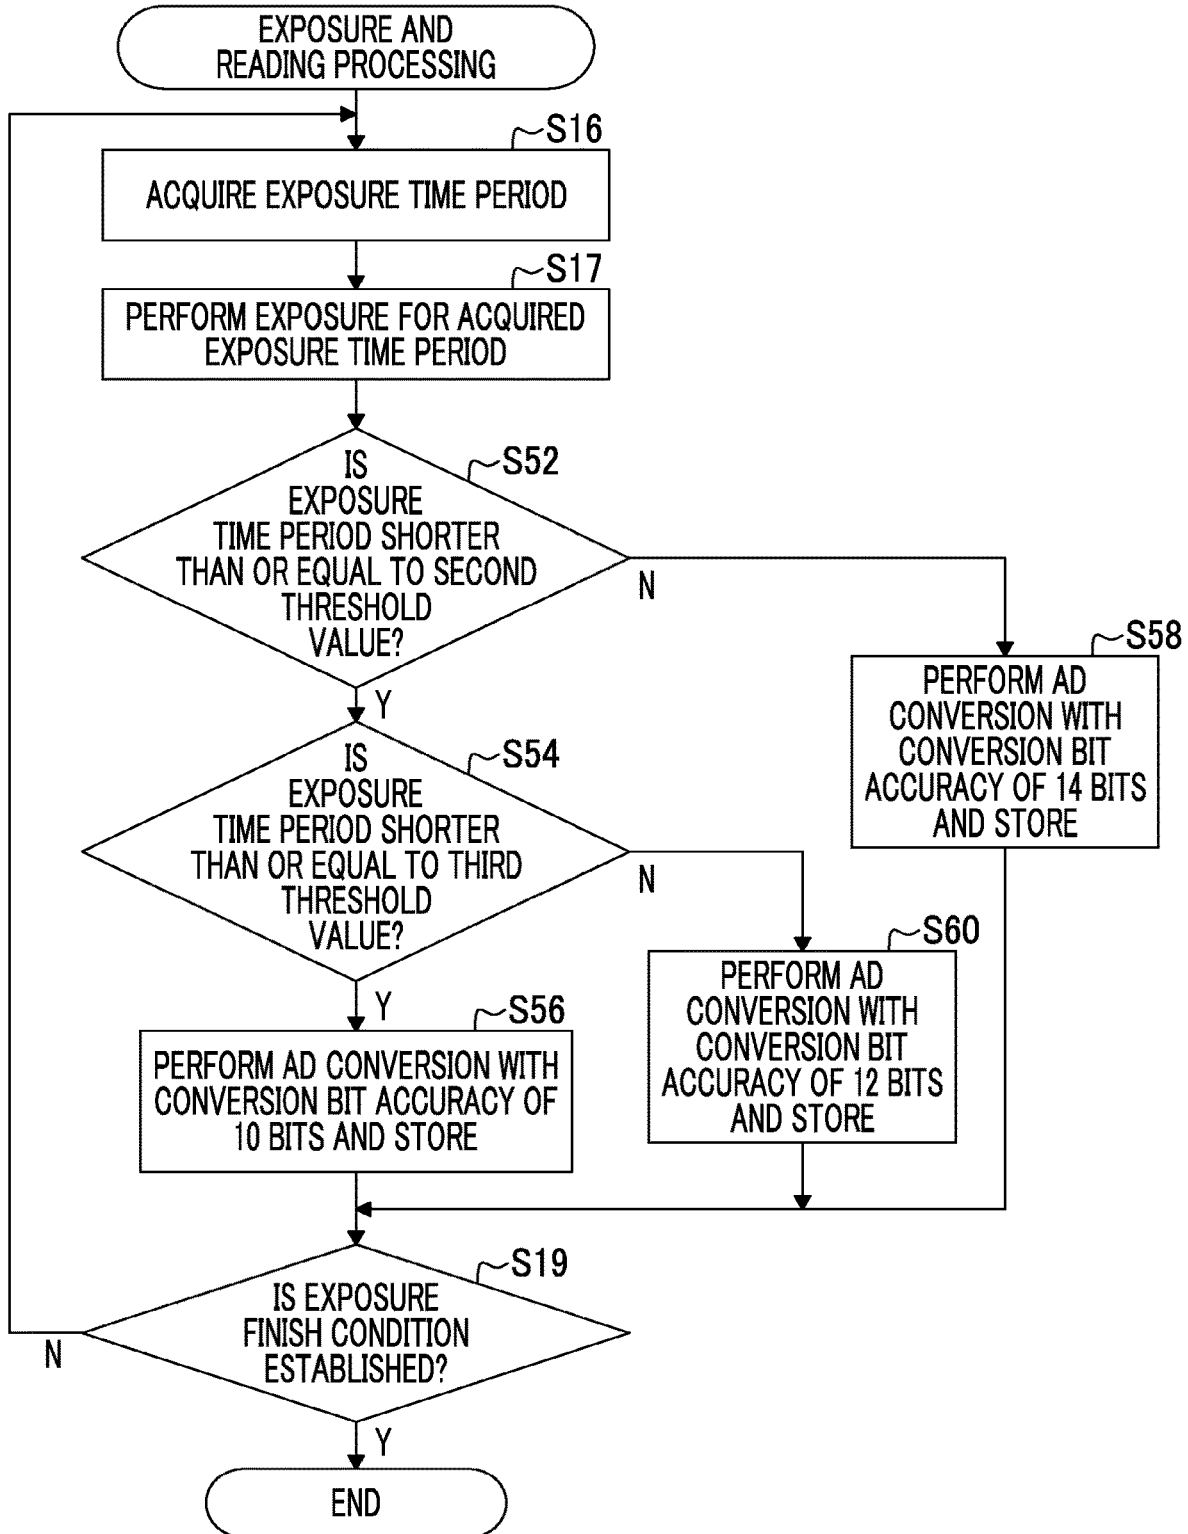 EXPOSURE AND
READING PROCESSING
S16
ACQUIRE EXPOSURE TIME PERIOD
S17
PERFORM EXPOSURE FOR ACQUIRED
EXPOSURE TIME PERIOD
S52
IS
EXPOSURE
TIME PERIOD SHORTER
THAN OR EQUAL TO SECOND
THRESHOLD
VALUE?
N
Y
S58
PERFORM AD
CONVERSION WITH
CONVERSION BIT
ACCURACY OF 14 BITS
AND STORE
S54
IS
EXPOSURE
TIME PERIOD SHORTER
THAN OR EQUAL TO THIRD
THRESHOLD
VALUE?
N
Y
S60
PERFORM AD
CONVERSION WITH
CONVERSION BIT
ACCURACY OF 12 BITS
AND STORE
S56
PERFORM AD CONVERSION WITH
CONVERSION BIT ACCURACY OF
10 BITS AND STORE
S19
IS EXPOSURE
FINISH CONDITION
ESTABLISHED?
N
Y
END